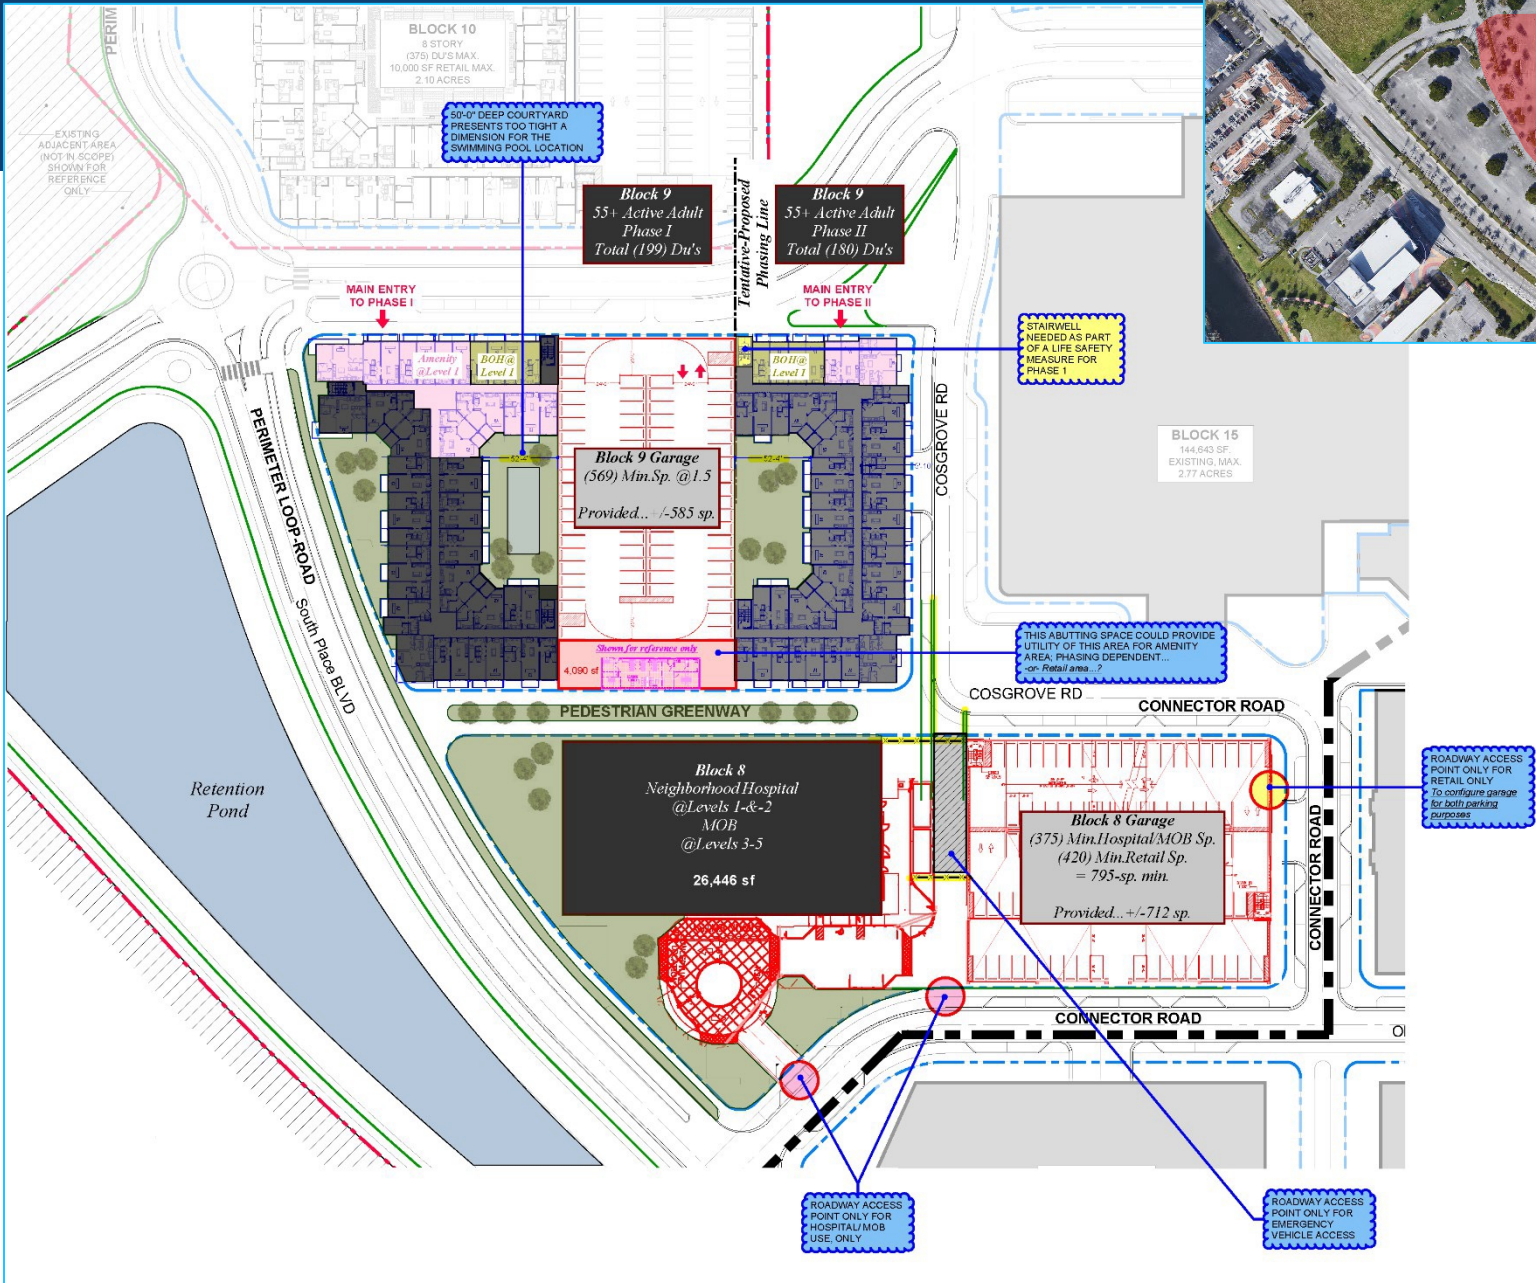 PERIM
BLOCK 10
8 STORY
(375) DU'S MAX.
10,000 SF RETAIL MAX.
2.10 ACRES
EXISTING
ADJACENT AREA
(NOT IN SCOPE)
SHOWN FOR
REFERENCE
ONLY
50'-0" DEEP COURTYARD
PRESENTS TOO TIGHT A
DIMENSION FOR THE
SWIMMING POOL LOCATION
Block 9
55+ Active Adult
Phase I
Total (199) Du's
Tentative-Proposed
Phasing Line
Block 9
55+ Active Adult
Phase II
Total (180) Du's
MAIN ENTRY
TO PHASE I
MAIN ENTRY
TO PHASE II
STAIRWELL
NEEDED AS PART
OF A LIFE SAFETY
MEASURE FOR
PHASE 1
Amenity
@Level 1
BOH@
Level 1
BOH@
Level 1
COSGROVE RD
BLOCK 15
144,643 SF.
EXISTING, MAX.
2.77 ACRES
52'-4"
52'-4"
Block 9 Garage
(569) Min.Sp. @1.5
Provided...+/-585 sp.
PERIMETER LOOP-ROAD
South Place BLVD
Shown for reference only
4,090 sf
THIS ABUTTING SPACE COULD PROVIDE
UTILITY OF THIS AREA FOR AMENITY
AREA; PHASING DEPENDENT...
-or- Retail area...?
COSGROVE RD
CONNECTOR ROAD
PEDESTRIAN GREENWAY
Retention
Pond
Block 8
Neighborhood Hospital
@Levels 1-&-2
MOB
@Levels 3-5
26,446 sf
Block 8 Garage
(375) Min.Hospital/MOB Sp.
(420) Min.Retail Sp.
= 795-sp. min.
Provided...+/-712 sp.
ROADWAY ACCESS
POINT ONLY FOR
RETAIL ONLY
To configure garage
for both parking
purposes
CONNECTOR ROAD
CONNECTOR ROAD
ROADWAY ACCESS
POINT ONLY FOR
HOSPITAL/ MOB
USE, ONLY
ROADWAY ACCESS
POINT ONLY FOR
EMERGENCY
VEHICLE ACCESS